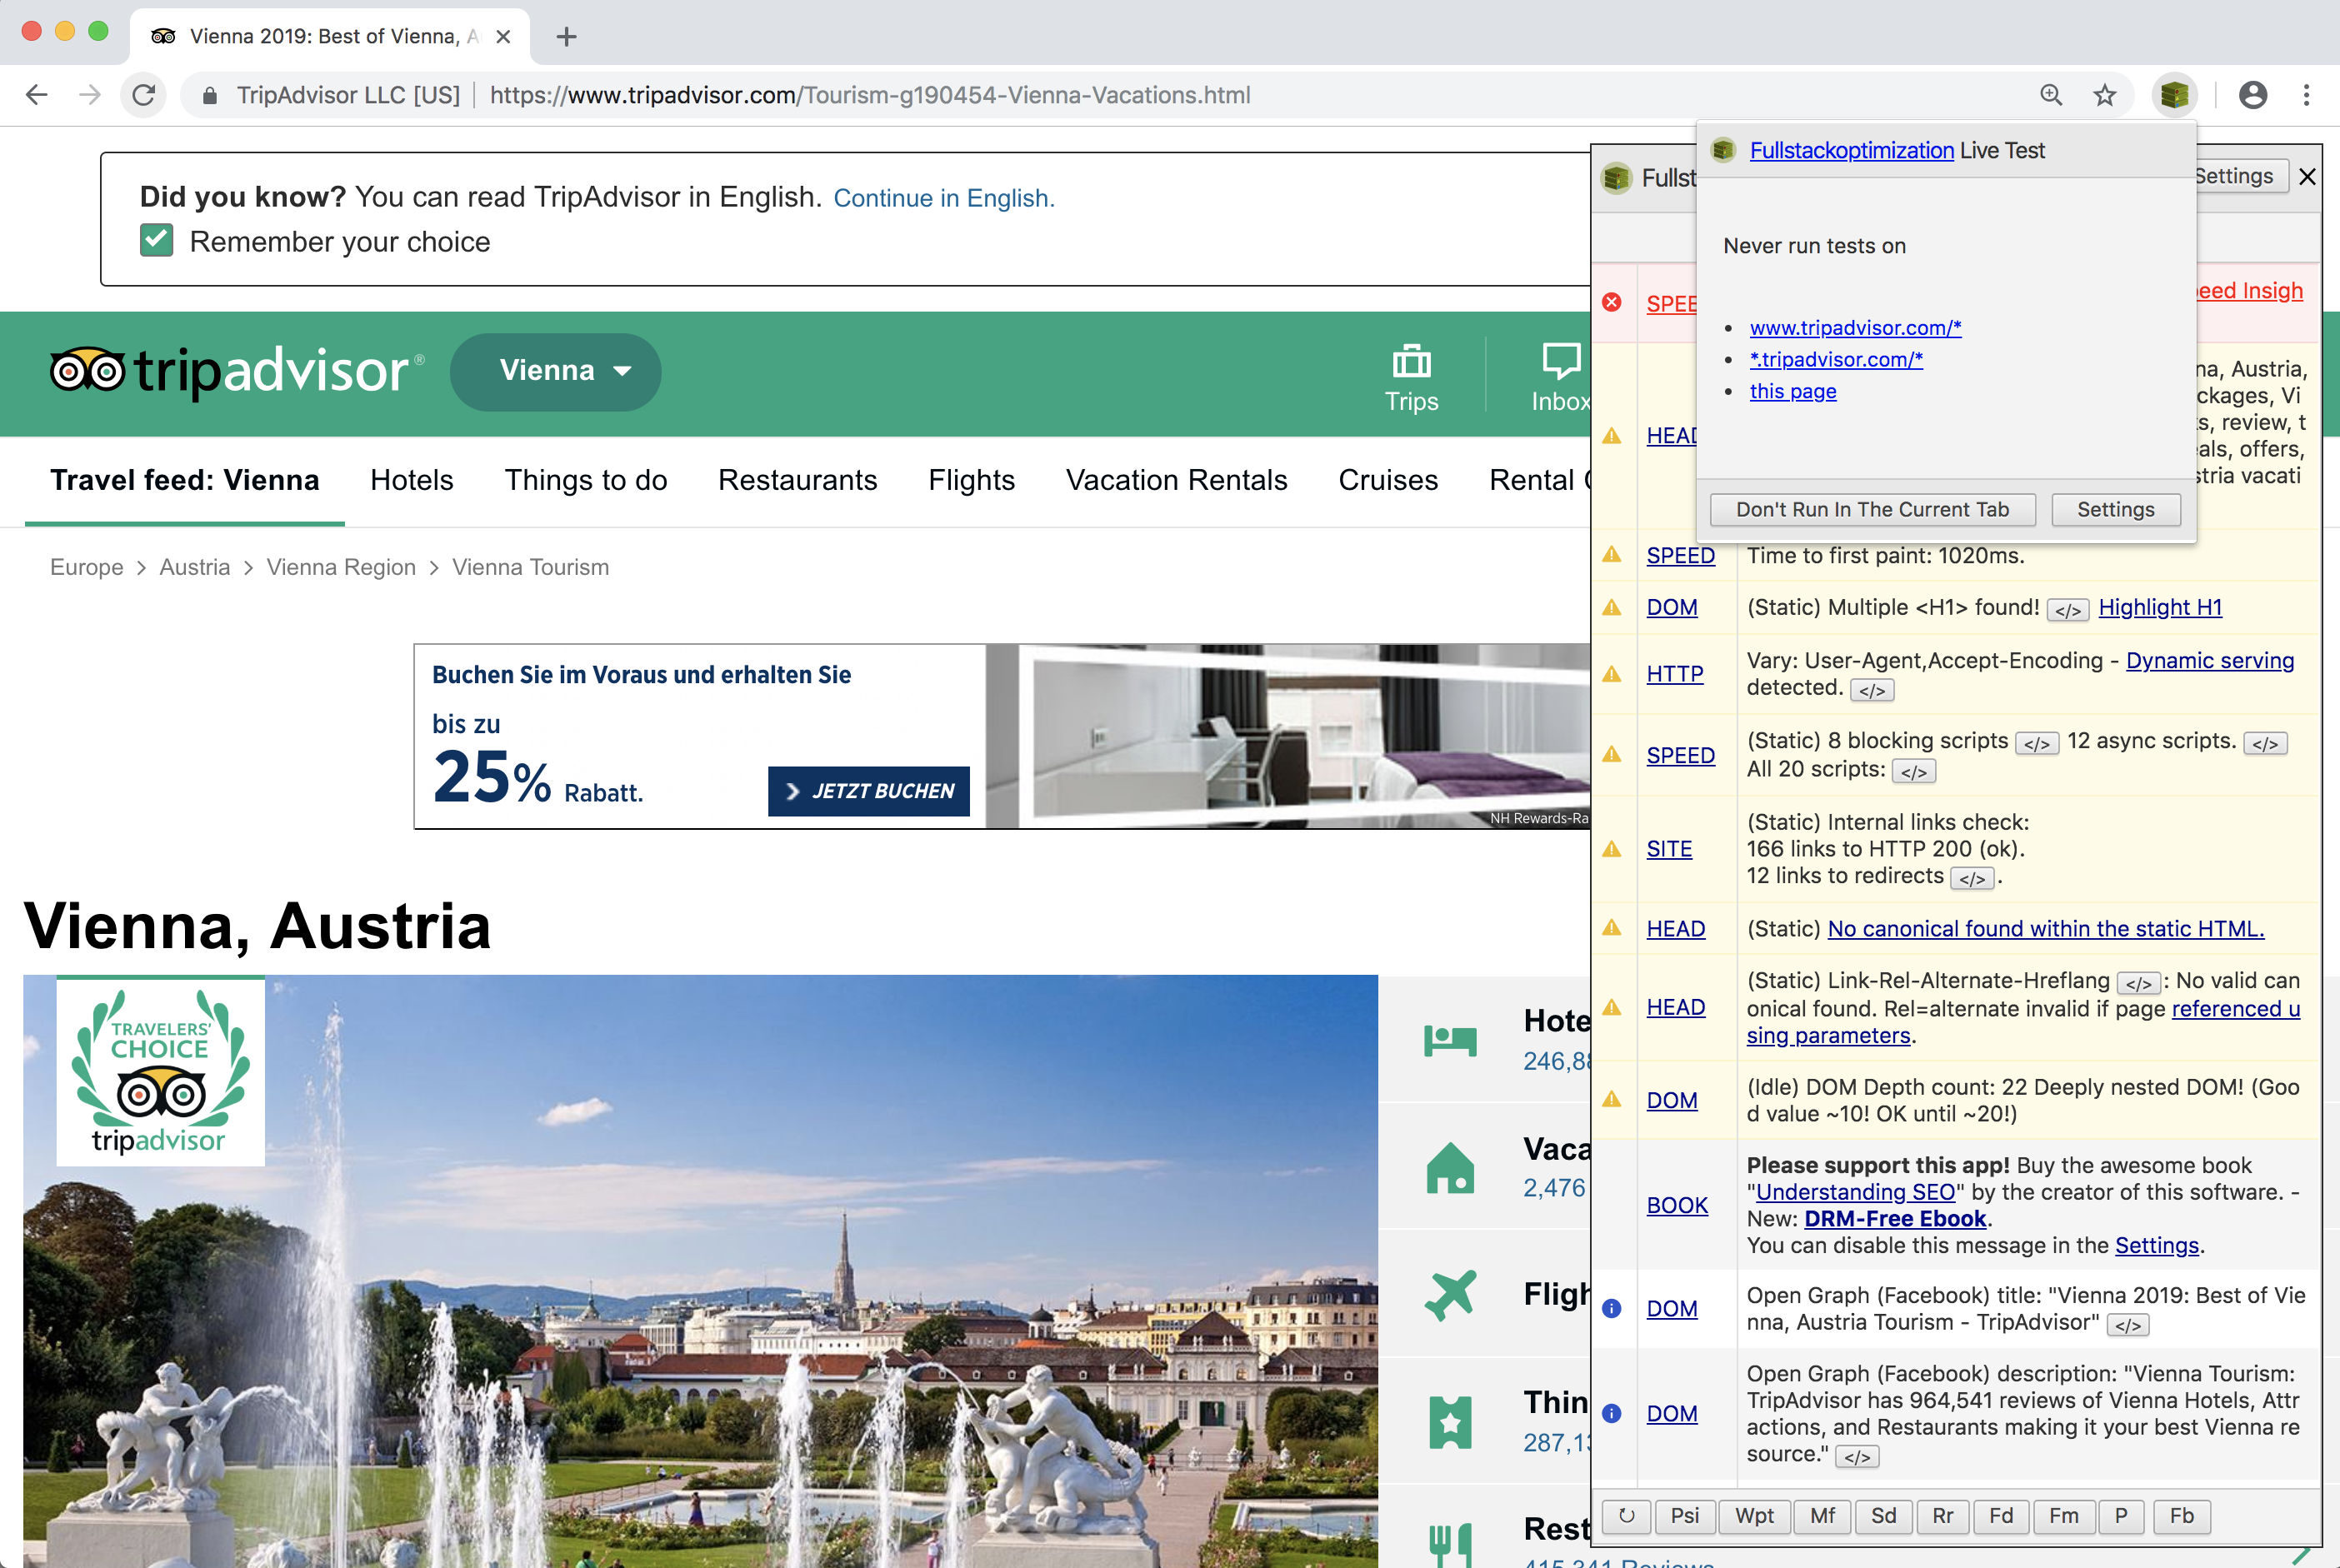 Vienna 2019: Best of Vienna, A
TripAdvisor LLC [US] https://www.tripadvisor.com/Tourism-g190454-Vienna-Vacations.html
Did you know? You can read TripAdvisor in English. Continue in English.
Remember your choice
tripadvisor®
Vienna
Trips
Inbox
Travel feed: Vienna Hotels Things to do Restaurants Flights Vacation Rentals Cruises Rental
Europe > Austria > Vienna Region > Vienna Tourism
Buchen Sie im Voraus und erhalten Sie
bis zu
25% Rabatt.
JETZT BUCHEN
NH Rewards-Ra
Vienna, Austria
TRAVELERS'
CHOICE
tripadvisor
Hote
246,88
Vaca
2,476
Fligh
Thin
287,13
Rest
415,341 Reviews
Fullst
Settings
Fullstackoptimization Live Test
Never run tests on
• www.tripadvisor.com/*
• *.tripadvisor.com/*
• this page
Don't Run In The Current Tab
Settings
SPEE
eed Insigh
HEAD
na, Austria,
ckages, Vi
s, review, t
als, offers,
stria vacati
SPEED Time to first paint: 1020ms.
DOM (Static) Multiple <H1> found! </> Highlight H1
HTTP Vary: User-Agent,Accept-Encoding - Dynamic serving
detected. </>
SPEED (Static) 8 blocking scripts </> 12 async scripts. </>
All 20 scripts: </>
SITE (Static) Internal links check:
166 links to HTTP 200 (ok).
12 links to redirects </> .
HEAD (Static) No canonical found within the static HTML.
HEAD (Static) Link-Rel-Alternate-Hreflang </> : No valid can
onical found. Rel=alternate invalid if page referenced u
sing parameters.
DOM (Idle) DOM Depth count: 22 Deeply nested DOM! (Goo
d value ~10! OK until ~20!)
BOOK Please support this app! Buy the awesome book
"Understanding SEO" by the creator of this software. -
New: DRM-Free Ebook.
You can disable this message in the Settings.
DOM Open Graph (Facebook) title: "Vienna 2019: Best of Vie
nna, Austria Tourism - TripAdvisor" </>
DOM Open Graph (Facebook) description: "Vienna Tourism:
TripAdvisor has 964,541 reviews of Vienna Hotels, Attr
actions, and Restaurants making it your best Vienna re
source." </>
Psi Wpt Mf Sd Rr Fd Fm P Fb